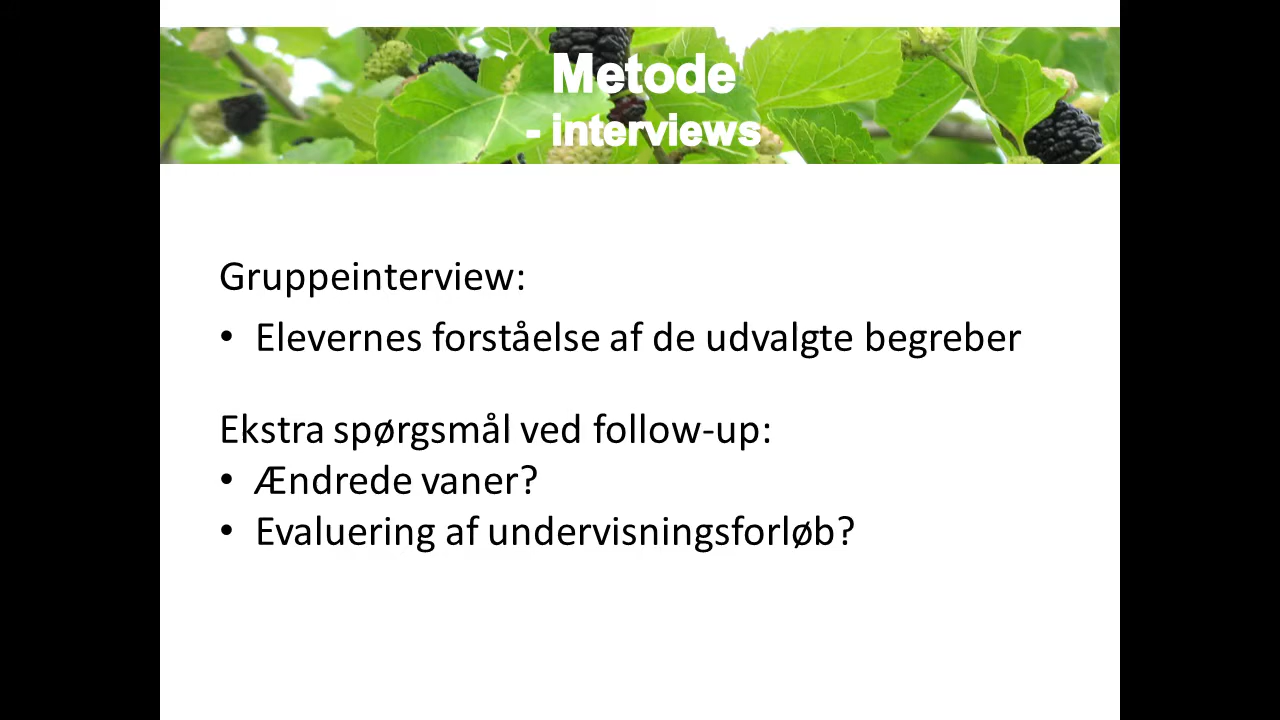 Metode
- interviews
Gruppeinterview:
• Elevernes forståelse af de udvalgte begreber
Ekstra spørgsmål ved follow-up:
• Ændrede vaner?
• Evaluering af undervisningsforløb?